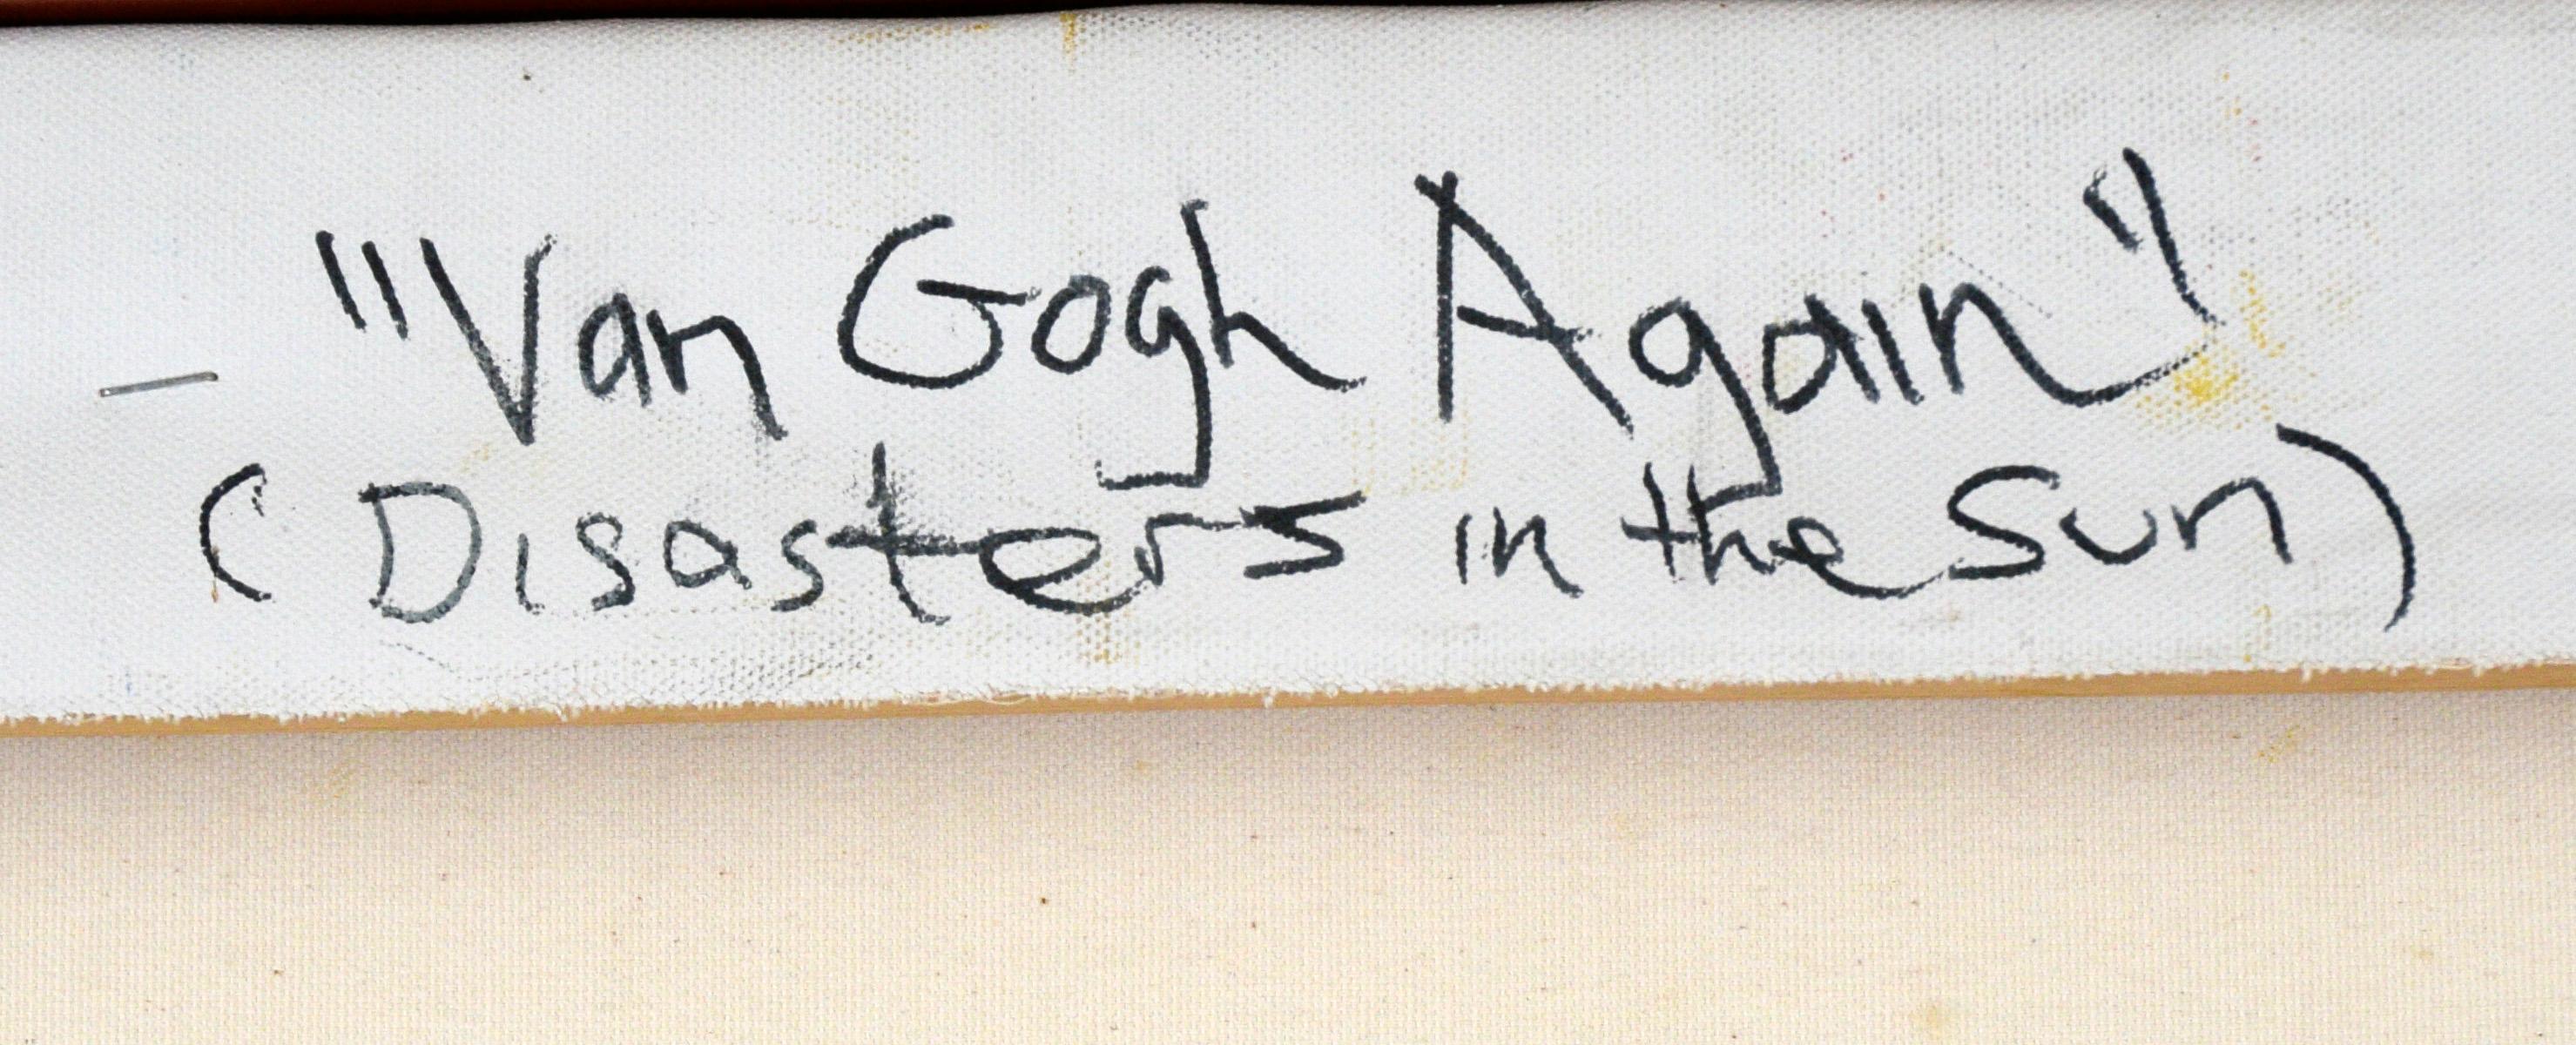 "Van Gogh Again"
(Disasters in the Sun)